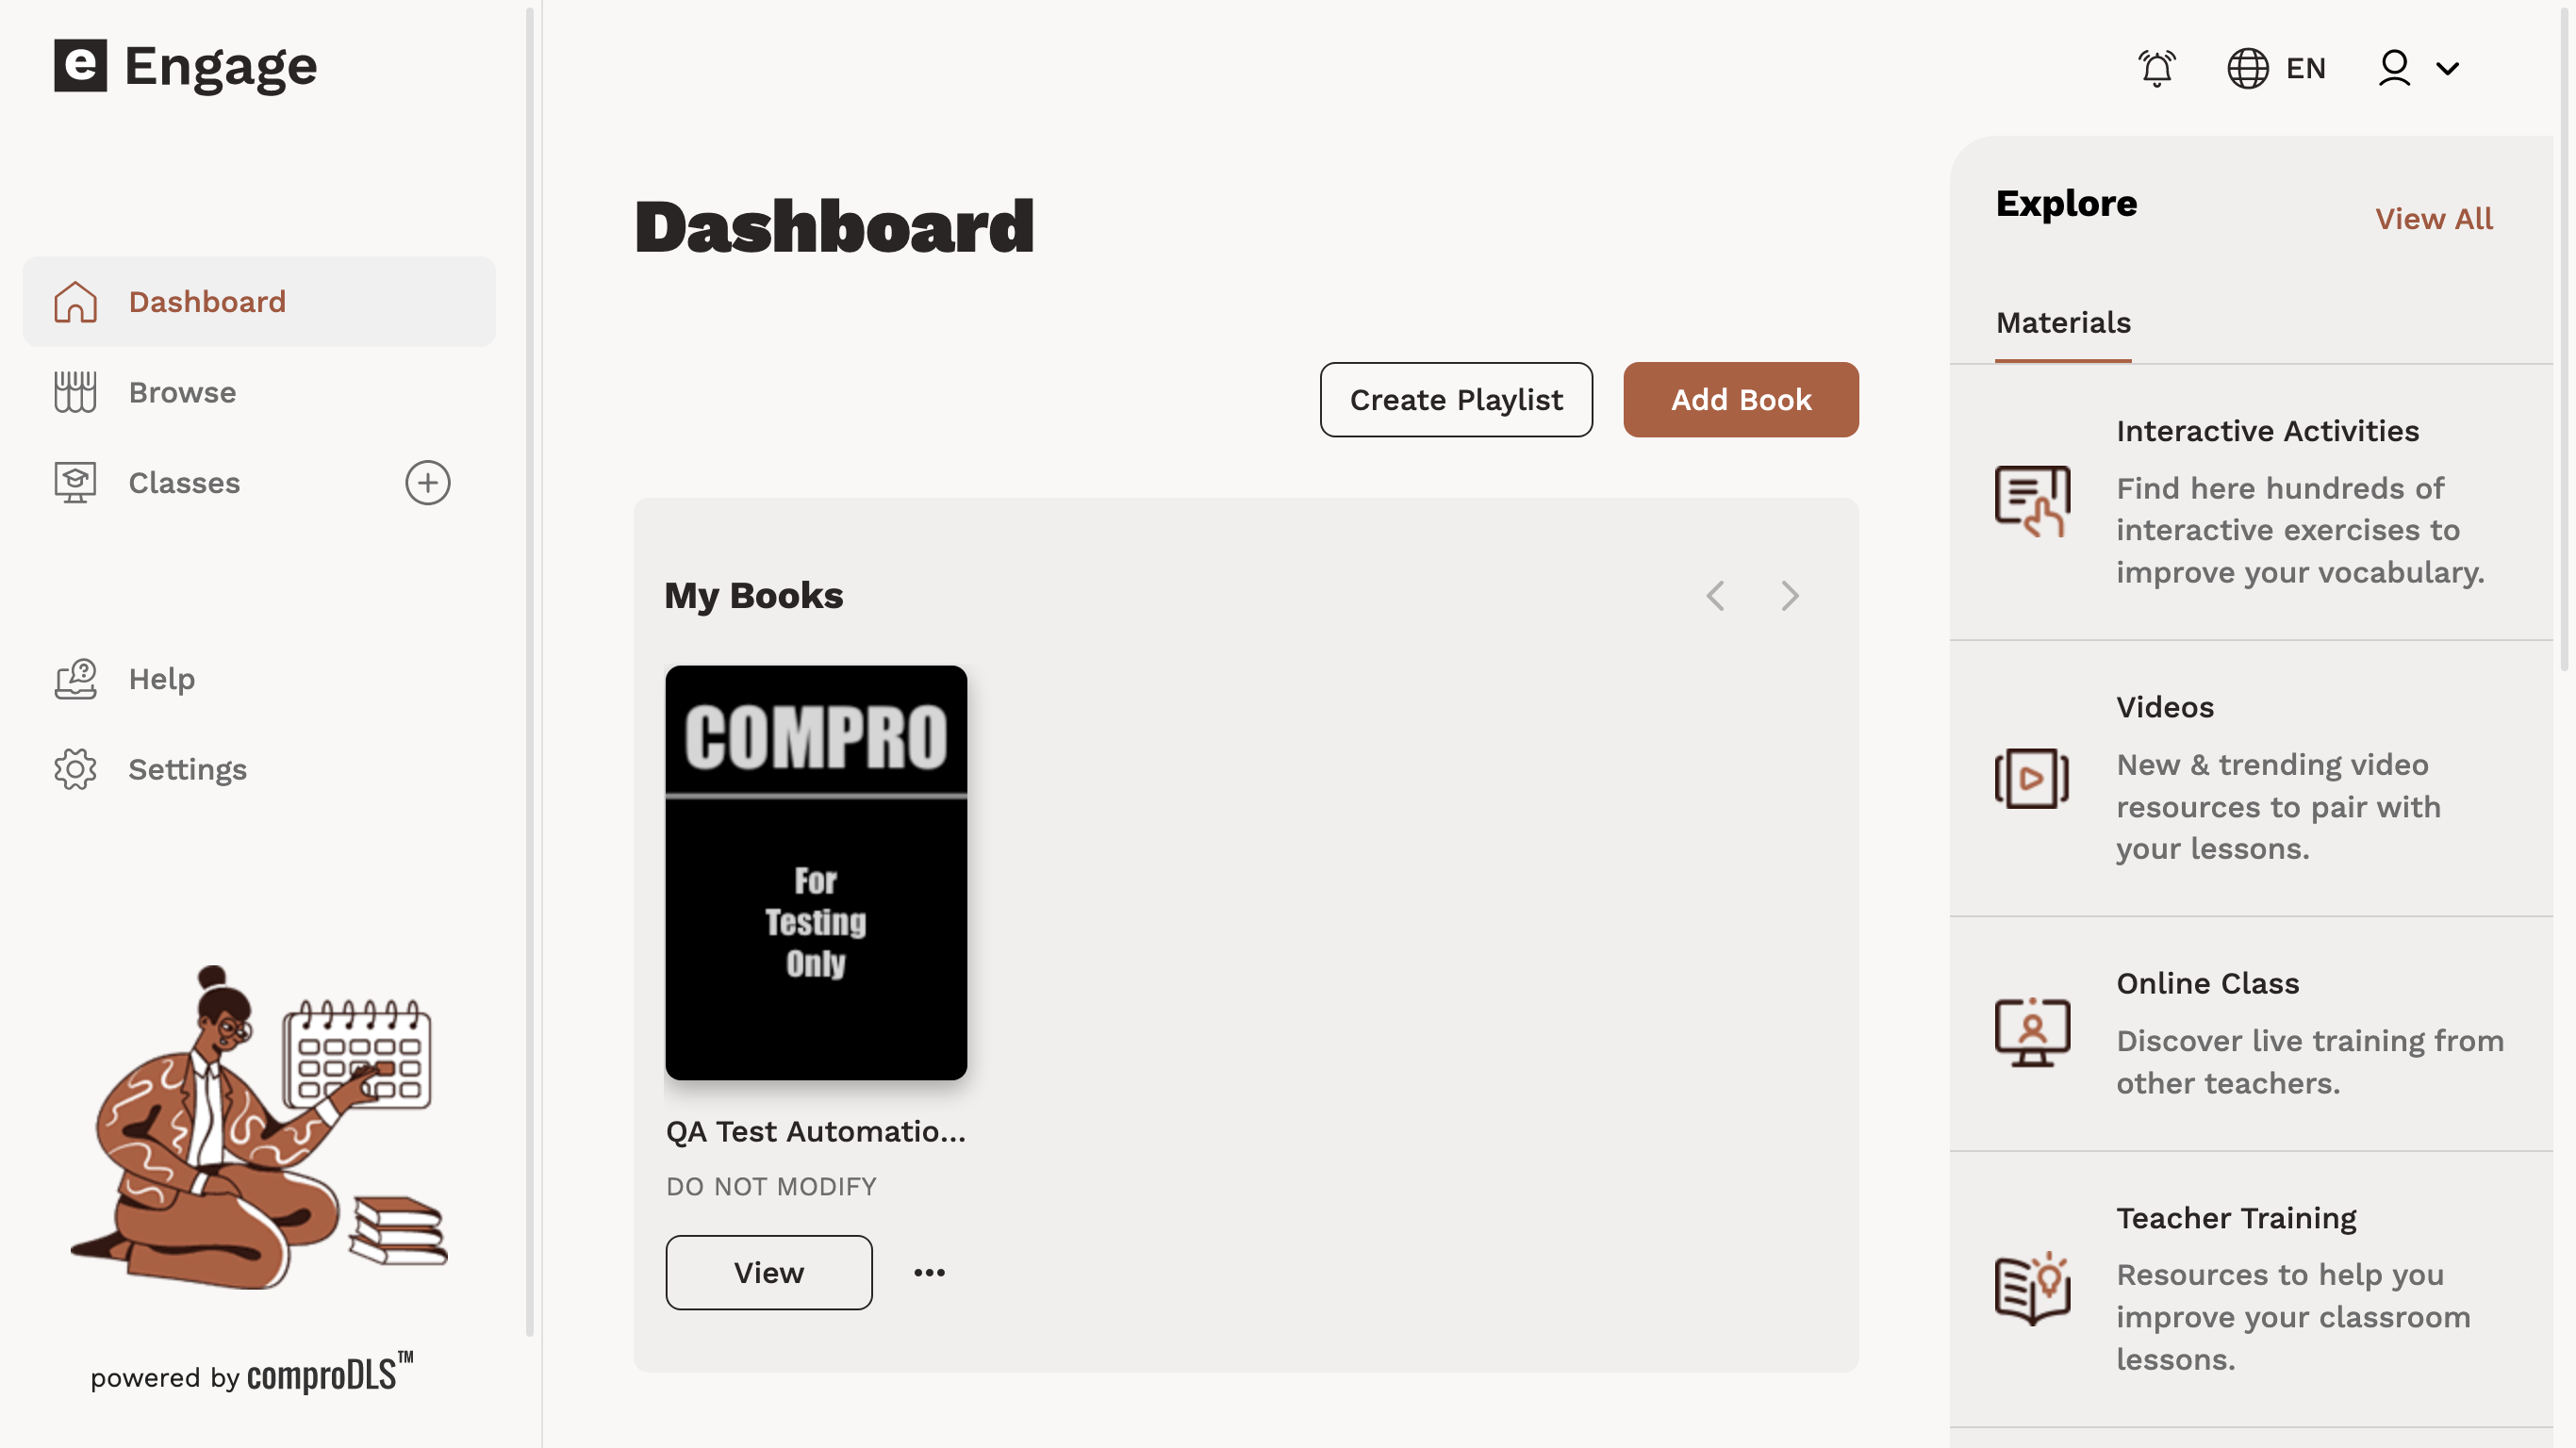 e Engage
EN
Dashboard
Browse
Classes
Help
Settings
powered by comproDLS™
Dashboard
Create Playlist
Add Book
My Books
COMPRO
For
Testing
Only
QA Test Automatio...
DO NOT MODIFY
View
Explore
View All
Materials
Interactive Activities
Find here hundreds of
interactive exercises to
improve your vocabulary.
Videos
New & trending video
resources to pair with
your lessons.
Online Class
Discover live training from
other teachers.
Teacher Training
Resources to help you
improve your classroom
lessons.